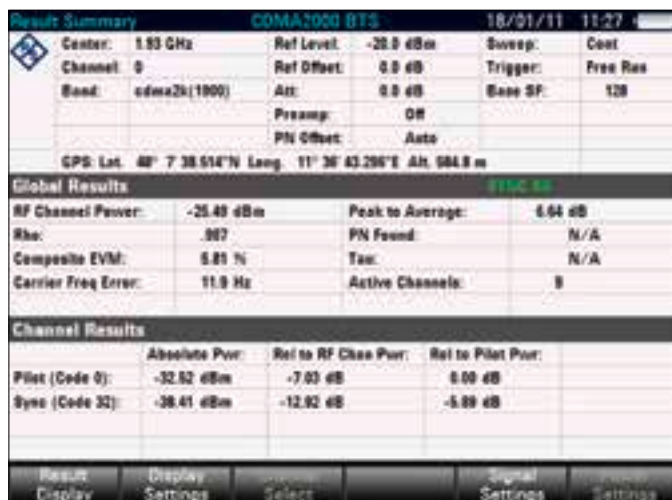 Result Summary CDMA2000 BTS 18/01/11 11:27
Center: 1.93 GHz Ref Level: -20.0 dBm Sweep: Cont
Channel: 0 Ref Offset: 0.0 dB Trigger: Free Run
Band: cdma2k(1900) Att: 0.0 dB Base SF: 128
Preamp: Off
PN Offset: Auto
GPS: Lat. 48° 7' 38.514"N Long. 11° 36' 43.296"E Alt. 584.8 m
Global Results SYNC OK
RF Channel Power: -25.49 dBm Peak to Average: 6.64 dB
Rho: .997 PN Found: N/A
Composite EVM: 5.81 % Tau: N/A
Carrier Freq Error: 11.9 Hz Active Channels: 9
Channel Results
Absolute Pwr: Rel to RF Chan Pwr: Rel to Pilot Pwr:
Pilot (Code 0): -32.52 dBm -7.03 dB 0.00 dB
Sync (Code 32): -38.41 dBm -12.92 dB -5.89 dB
Result Display Settings Select Signal Settings
Display Settings